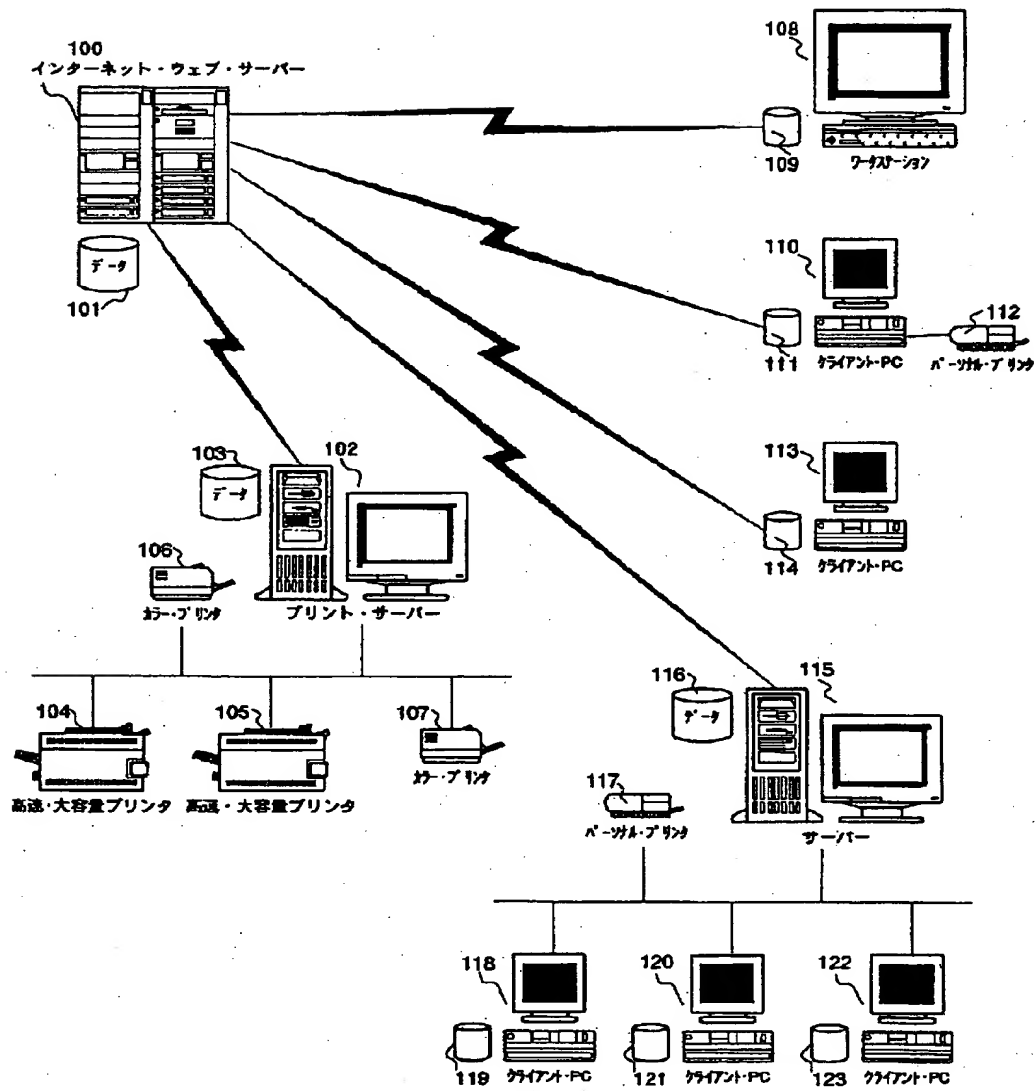 100
インターネット・ウェブ・サーバー
データ
101
108
109
ワークステーション
110
111
クライアント・PC
112
パーソナル・プリンタ
113
114
クライアント・PC
103
データ
102
プリント・サーバー
106
カラー・プリンタ
104
高速・大容量プリンタ
105
高速・大容量プリンタ
107
カラー・プリンタ
116
データ
115
サーバー
117
パーソナル・プリンタ
118
119
クライアント・PC
120
121
クライアント・PC
122
123
クライアント・PC